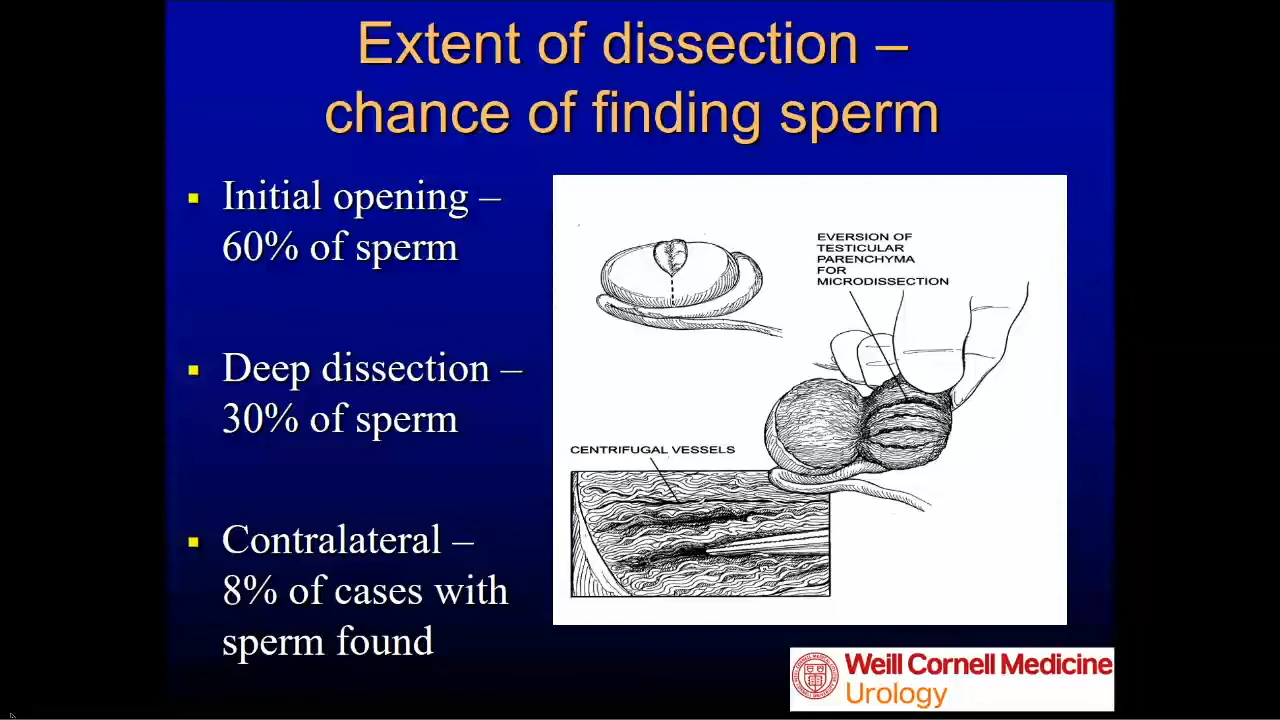 Extent of dissection –
chance of finding sperm
▪ Initial opening –
60% of sperm
▪ Deep dissection –
30% of sperm
▪ Contralateral –
8% of cases with
sperm found
EVERSION OF
TESTICULAR
PARENCHYMA
FOR
MICRODISSECTION
CENTRIFUGAL VESSELS
Weill Cornell Medicine
Urology